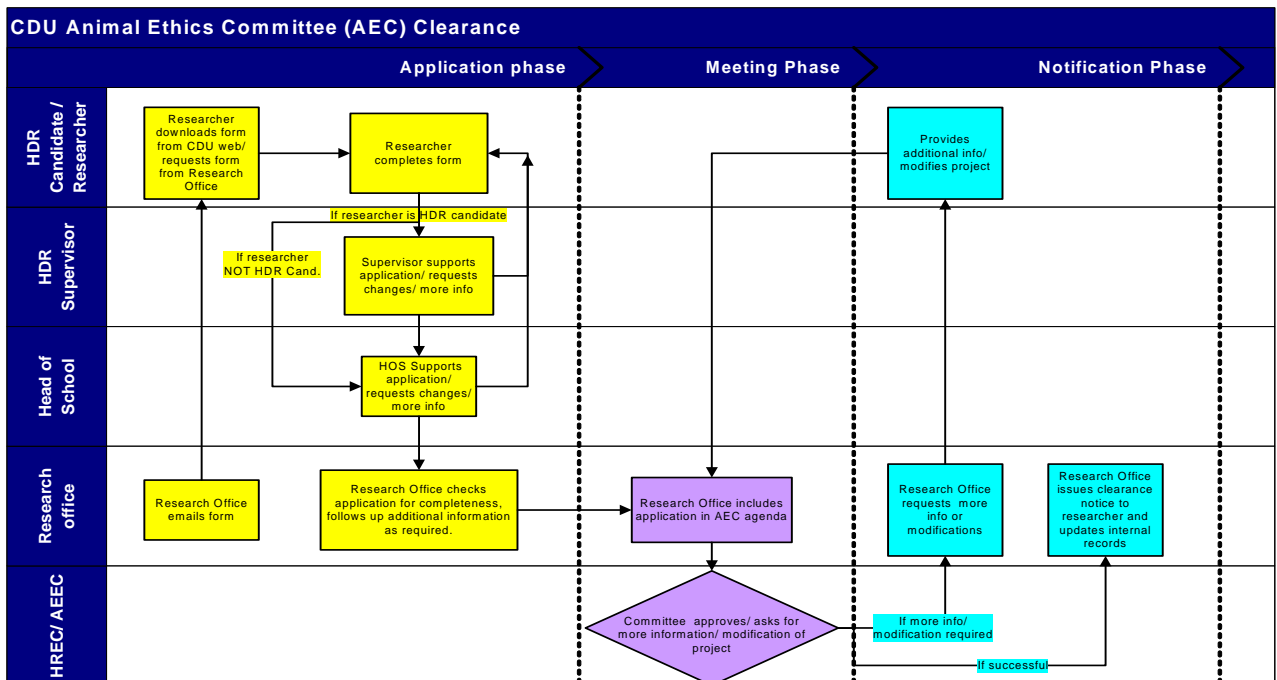 CDU Animal Ethics Committee (AEC) Clearance
Application phase
Meeting Phase
Notification Phase
HDR
Candidate /
Researcher
Researcher
downloads form
from CDU web/
requests form
from Research
Office
Researcher
completes form
Provides
additional info/
modifies project
If researcher is HDR candidate
HDR
Supervisor
If researcher
NOT HDR Cand.
Supervisor supports
application/ requests
changes/ more info
Head of
School
HOS Supports
application/
requests changes/
more info
Research
office
Research Office
emails form
Research Office checks
application for completeness,
follows up additional information
as required.
Research Office includes
application in AEC agenda
Research Office
requests more
info or
modifications
Research Office
issues clearance
notice to
researcher and
updates internal
records
HREC/ AEEC
Committee approves/ asks for
more information/ modification of
project
If more info/
modification required
If successful